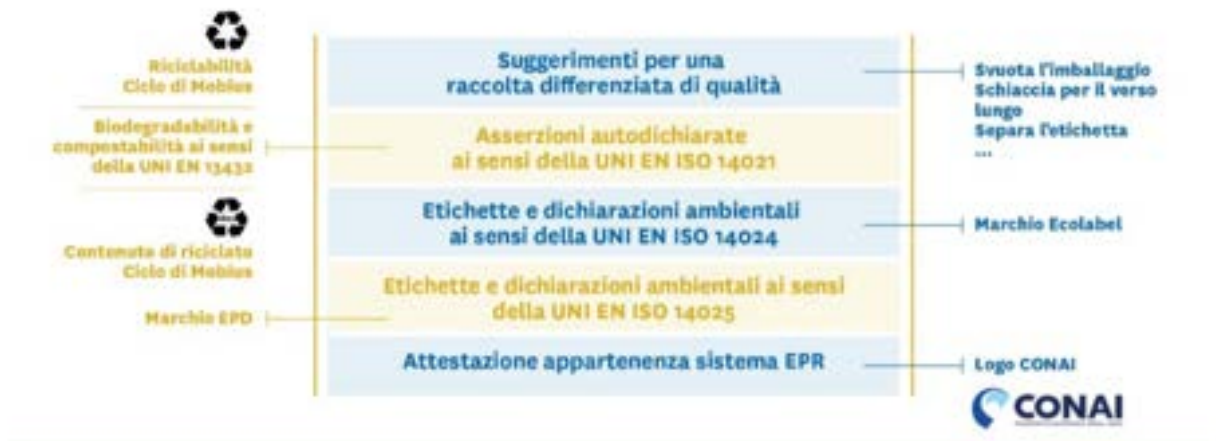 Riciclabilità
Ciclo di Mobius
Biodegradabilità e
compostabilità ai sensi
della UNI EN 13432
Contenuto di riciclato
Ciclo di Mobius
Marchio EPD
Suggerimenti per una
raccolta differenziata di qualità
Asserzioni autodichiarate
ai sensi della UNI EN ISO 14021
Etichette e dichiarazioni ambientali
ai sensi della UNI EN ISO 14024
Etichette e dichiarazioni ambientali ai sensi
della UNI EN ISO 14025
Attestazione appartenenza sistema EPR
Svuota l'imballaggio
Schiaccia per il verso
lungo
Separa l'etichetta
...
Marchio Ecolabel
Logo CONAI
CONAI